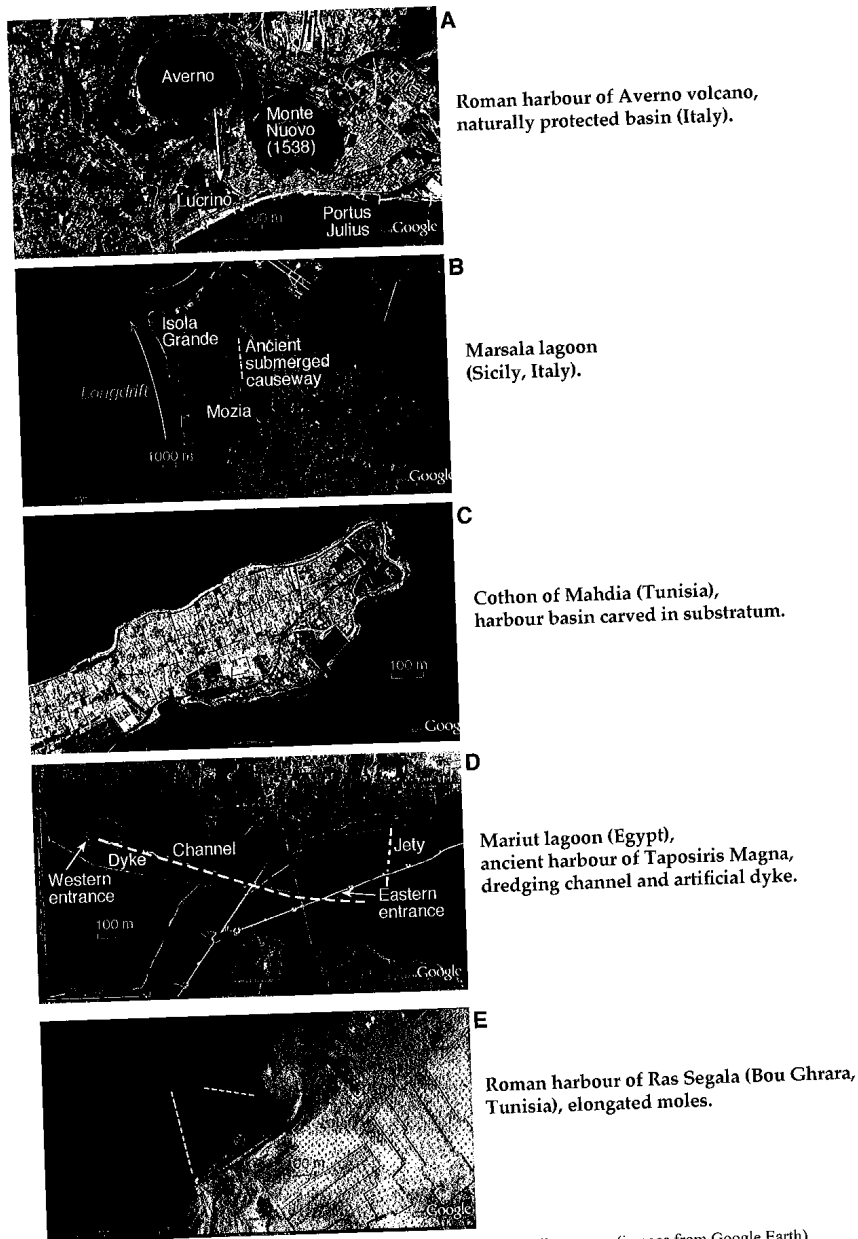 A
Averno
Monte
Nuovo
(1538)
Lucrino
Portus
Julius
Google
Roman harbour of Averno volcano,
naturally protected basin (Italy).
B
Isola
Grande
Ancient
submerged
causeway
Longdrift
Mozia
1000 m
Google
Marsala lagoon
(Sicily, Italy).
C
100 m
Goog
Cothon of Mahdia (Tunisia),
harbour basin carved in substratum.
D
Dyke
Channel
Jety
Western
entrance
Eastern
entrance
100 m
Google
Mariut lagoon (Egypt),
ancient harbour of Taposiris Magna,
dredging channel and artificial dyke.
E
Google
Roman harbour of Ras Segala (Bou Ghrara,
Tunisia), elongated moles.
(images from Google Earth)